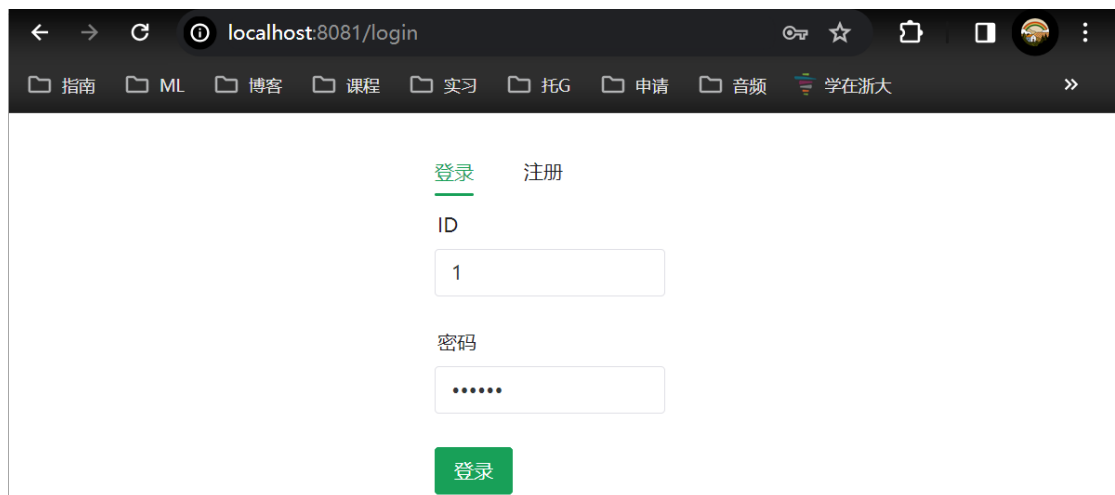 localhost:8081/login
指南 ML 博客 课程 实习 托G 申请 音频 学在浙大 »
登录 注册
ID
1
密码
••••••
登录